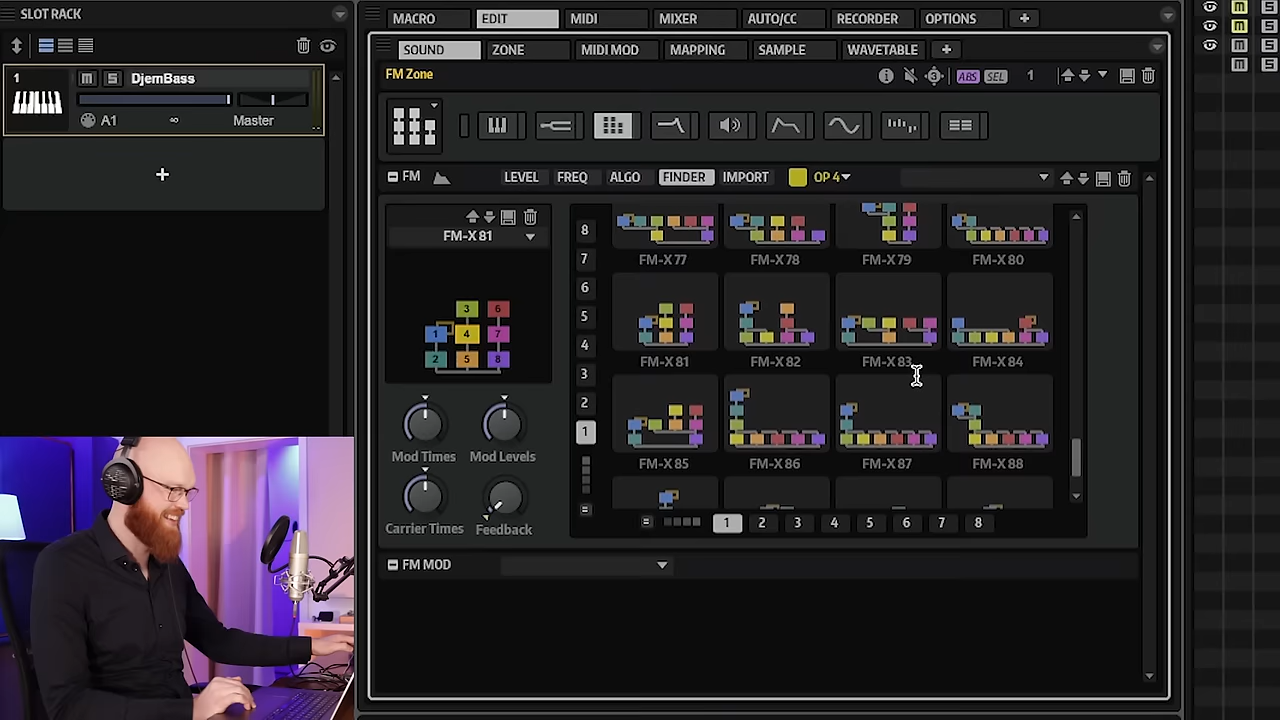 SLOT RACK
1
M
S
DjemBass
A1
∞
Master
+
MACRO
EDIT
MIDI
MIXER
AUTO/CC
RECORDER
OPTIONS
+
SOUND
ZONE
MIDI MOD
MAPPING
SAMPLE
WAVETABLE
+
FM Zone
3
ABS
SEL
1
FM
LEVEL
FREQ
ALGO
FINDER
IMPORT
OP 4
FM-X 81
3 6
1 4 7
2 5 8
Mod Times
Mod Levels
Carrier Times
Feedback
8
7
6
5
4
3
2
1
FM-X 77 FM-X 78 FM-X 79 FM-X 80
FM-X 81 FM-X 82 FM-X 83 FM-X 84
FM-X 85 FM-X 86 FM-X 87 FM-X 88
1 2 3 4 5 6 7 8
FM MOD
M S
M S
M S
M S